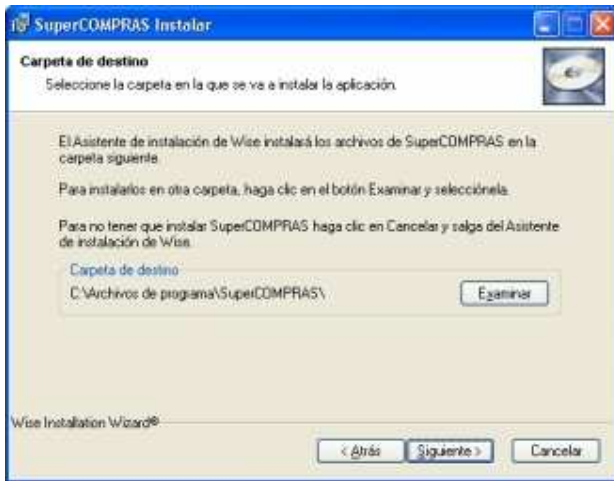 SuperCOMPRAS Instalar
Carpeta de destino
Seleccione la carpeta en la que se va a instalar la aplicación.
El Asistente de instalación de Wise instalará los archivos de SuperCOMPRAS en la
carpeta siguiente.
Para instalarlos en otra carpeta, haga clic en el botón Examinar y selecciónela.
Para no tener que instalar SuperCOMPRAS haga clic en Cancelar y salga del Asistente
de instalación de Wise.
Carpeta de destino
C:\Archivos de programa\SuperCOMPRAS\
Examinar
Wise Installation Wizard®
< Atrás
Siguiente >
Cancelar